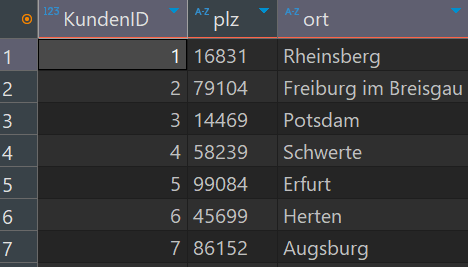 123 KundenID A-Z plz A-Z ort
1 1 16831 Rheinsberg
2 2 79104 Freiburg im Breisgau
3 3 14469 Potsdam
4 4 58239 Schwerte
5 5 99084 Erfurt
6 6 45699 Herten
7 7 86152 Augsburg